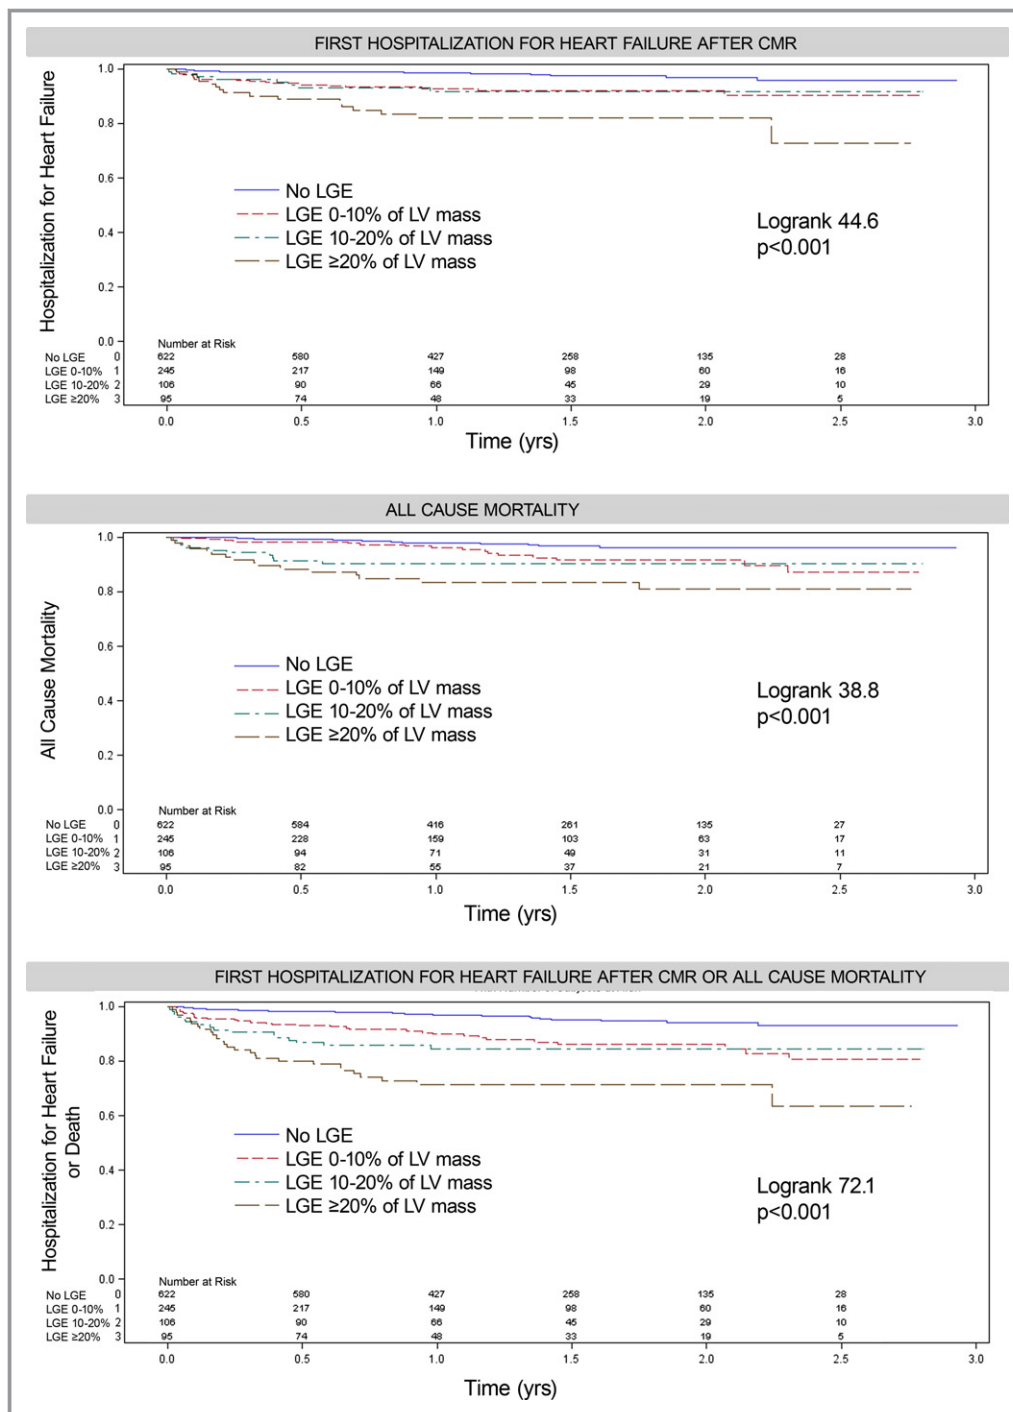 FIRST HOSPITALIZATION FOR HEART FAILURE AFTER CMR
Hospitalization for Heart Failure
1.0
0.8
0.6
0.4
0.2
0.0
No LGE
LGE 0-10% of LV mass
LGE 10-20% of LV mass
LGE ≥20% of LV mass
Logrank 44.6
p<0.001
Number at Risk
No LGE 0 622 580 427 258 135 28
LGE 0-10% 1 245 217 149 98 60 16
LGE 10-20% 2 106 90 66 45 29 10
LGE ≥20% 3 95 74 48 33 19 5
0.0 0.5 1.0 1.5 2.0 2.5 3.0
Time (yrs)
ALL CAUSE MORTALITY
All Cause Mortality
1.0
0.8
0.6
0.4
0.2
0.0
No LGE
LGE 0-10% of LV mass
LGE 10-20% of LV mass
LGE ≥20% of LV mass
Logrank 38.8
p<0.001
Number at Risk
No LGE 0 622 584 416 261 135 27
LGE 0-10% 1 245 228 159 103 63 17
LGE 10-20% 2 106 94 71 49 31 11
LGE ≥20% 3 95 82 55 37 21 7
0.0 0.5 1.0 1.5 2.0 2.5 3.0
Time (yrs)
FIRST HOSPITALIZATION FOR HEART FAILURE AFTER CMR OR ALL CAUSE MORTALITY
Hospitalization for Heart Failure
or Death
1.0
0.8
0.6
0.4
0.2
0.0
No LGE
LGE 0-10% of LV mass
LGE 10-20% of LV mass
LGE ≥20% of LV mass
Logrank 72.1
p<0.001
Number at Risk
No LGE 0 622 580 427 258 135 28
LGE 0-10% 1 245 217 149 98 60 16
LGE 10-20% 2 106 90 66 45 29 10
LGE ≥20% 3 95 74 48 33 19 5
0.0 0.5 1.0 1.5 2.0 2.5 3.0
Time (yrs)